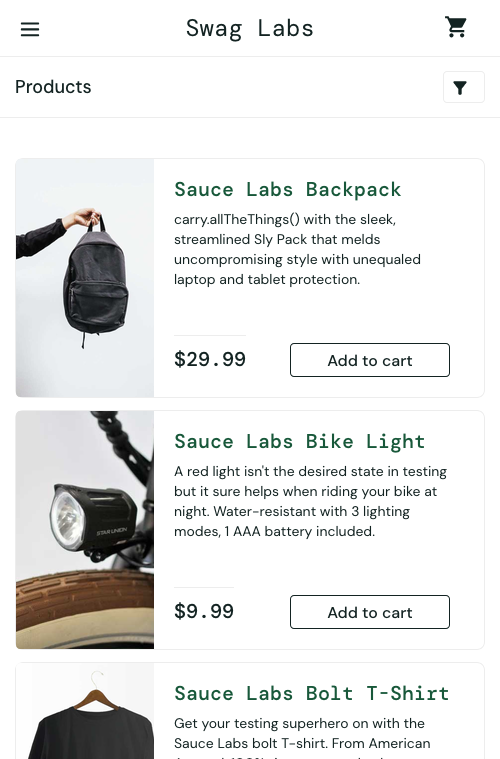 Swag Labs
Products
Sauce Labs Backpack
carry.allTheThings() with the sleek,
streamlined Sly Pack that melds
uncompromising style with unequaled
laptop and tablet protection.
$29.99
Add to cart
Sauce Labs Bike Light
A red light isn't the desired state in testing
but it sure helps when riding your bike at
night. Water-resistant with 3 lighting
modes, 1 AAA battery included.
STAR UNION
$9.99
Add to cart
Sauce Labs Bolt T-Shirt
Get your testing superhero on with the
Sauce Labs bolt T-shirt. From American